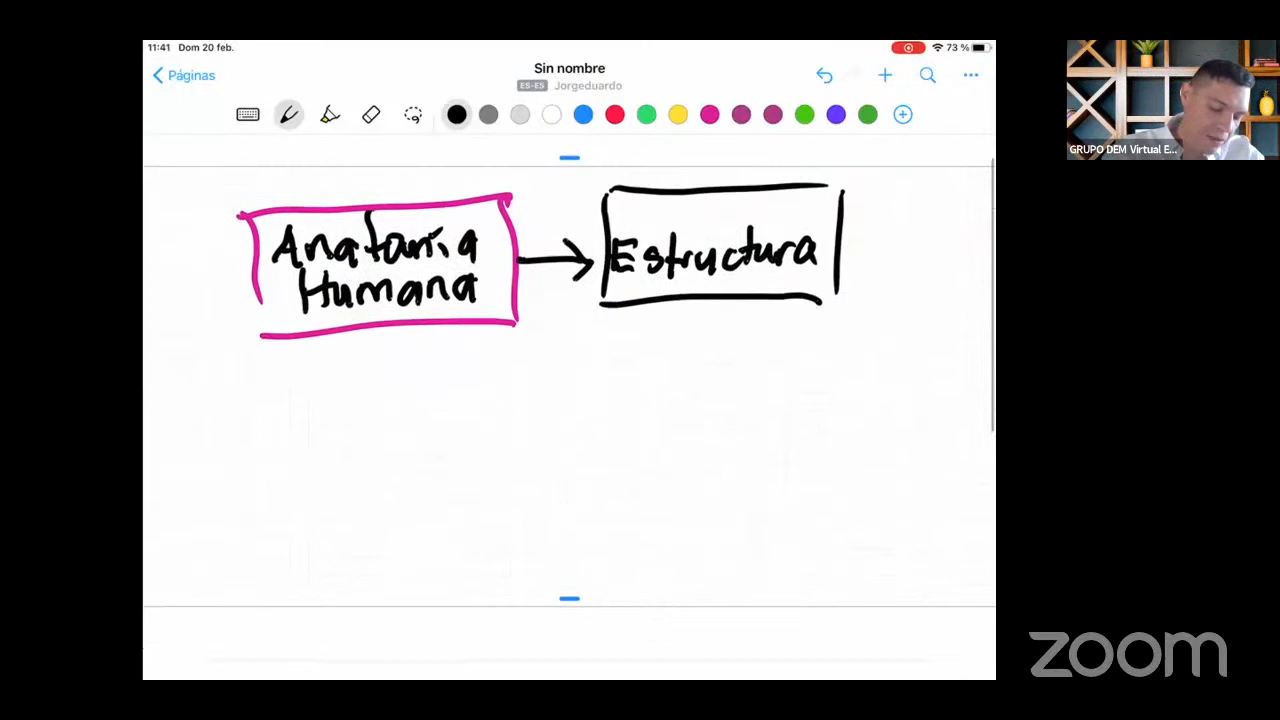 11:41 Dom 20 feb.
73 %
Páginas
Sin nombre
ES-ES Jorgeduardo
GRUPO DEM Virtual E...
Anatomía
Humana
Estructura
zoom